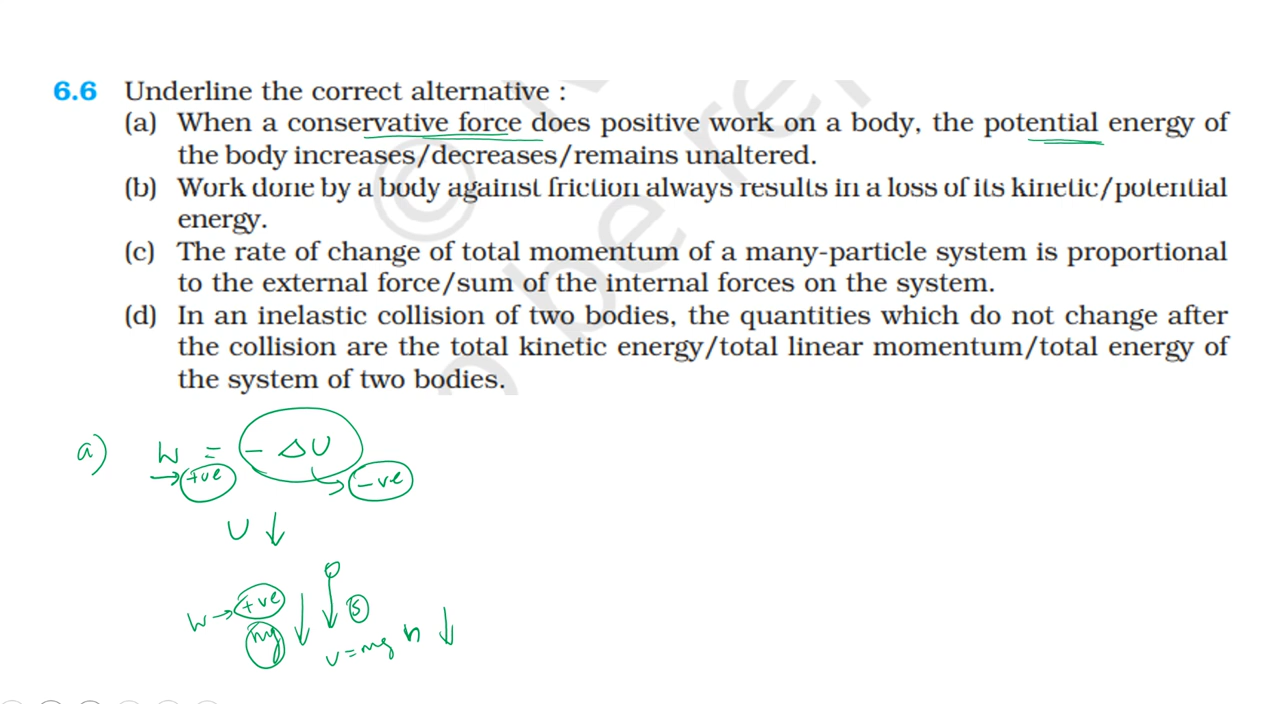 6.6 Underline the correct alternative :
(a) When a conservative force does positive work on a body, the potential energy of
the body increases/decreases/remains unaltered.
(b) Work done by a body against friction always results in a loss of its kinetic/potential
energy.
(c) The rate of change of total momentum of a many-particle system is proportional
to the external force/sum of the internal forces on the system.
(d) In an inelastic collision of two bodies, the quantities which do not change after
the collision are the total kinetic energy/total linear momentum/total energy of
the system of two bodies.
a) W = - ΔU
→ +ve → -ve
U ↓
W → +ve ↓ ↓ S
mg U = mg h ↓